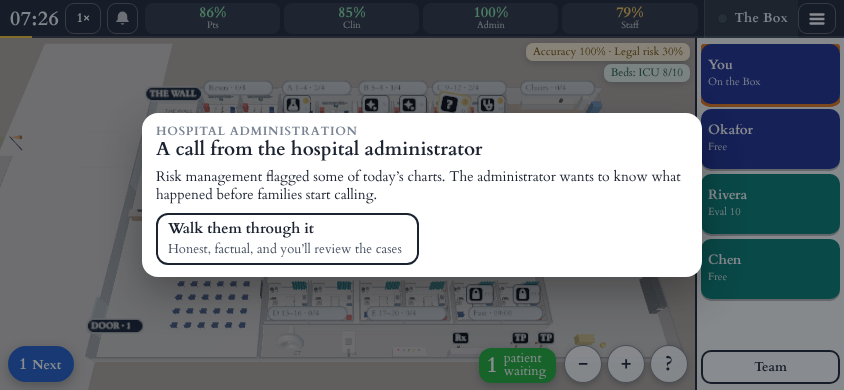 07:26
1×
86%
Pts
85%
Clin
100%
Admin
79%
Staff
The Box
Accuracy 100% · Legal risk 30%
Beds: ICU 8/10
THE WALL
HOSPITAL ADMINISTRATION
A call from the hospital administrator
Risk management flagged some of today's charts. The administrator wants to know what
happened before families start calling.
Walk them through it
Honest, factual, and you'll review the cases
You
On the Box
Okafor
Free
Rivera
Eval 10
Chen
Free
DOOR · 1
Rx
TP
TP
1 Next
1 patient
waiting
−
+
?
Team